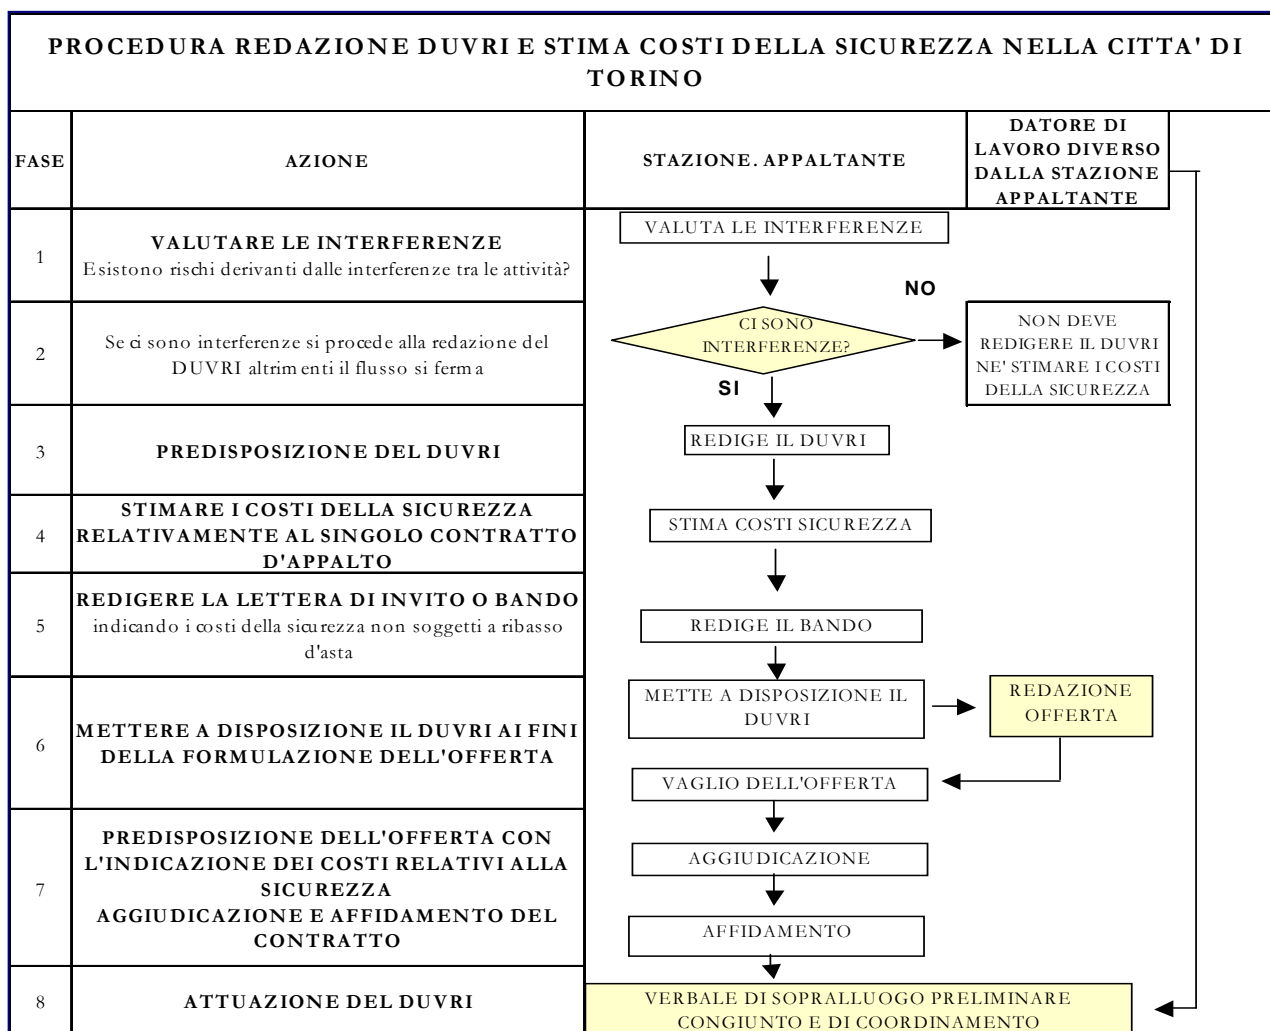 PROCEDURA REDAZIONE DUVRI E STIMA COSTI DELLA SICUREZZA NELLA CITTA' DI
TORINO
FASE
AZIONE
STAZIONE. APPALTANTE
DATORE DI
LAVORO DIVERSO
DALLA STAZIONE
APPALTANTE
1
VALUTARE LE INTERFERENZE
Esistono rischi derivanti dalle interferenze tra le attività?
VALUTA LE INTERFERENZE
2
Se ci sono interferenze si procede alla redazione del
DUVRI altrimenti il flusso si ferma
CI SONO
INTERFERENZE?
NO
SI
NON DEVE
REDIGERE IL DUVRI
NE' STIMARE I COSTI
DELLA SICUREZZA
3
PREDISPOSIZIONE DEL DUVRI
REDIGE IL DUVRI
4
STIMARE I COSTI DELLA SICUREZZA
RELATIVAMENTE AL SINGOLO CONTRATTO
D'APPALTO
STIMA COSTI SICUREZZA
5
REDIGERE LA LETTERA DI INVITO O BANDO
indicando i costi della sicurezza non soggetti a ribasso
d'asta
REDIGE IL BANDO
6
METTERE A DISPOSIZIONE IL DUVRI AI FINI
DELLA FORMULAZIONE DELL'OFFERTA
METTE A DISPOSIZIONE IL
DUVRI
REDAZIONE
OFFERTA
VAGLIO DELL'OFFERTA
7
PREDISPOSIZIONE DELL'OFFERTA CON
L'INDICAZIONE DEI COSTI RELATIVI ALLA
SICUREZZA
AGGIUDICAZIONE E AFFIDAMENTO DEL
CONTRATTO
AGGIUDICAZIONE
AFFIDAMENTO
8
ATTUAZIONE DEL DUVRI
VERBALE DI SOPRALLUOGO PRELIMINARE
CONGIUNTO E DI COORDINAMENTO